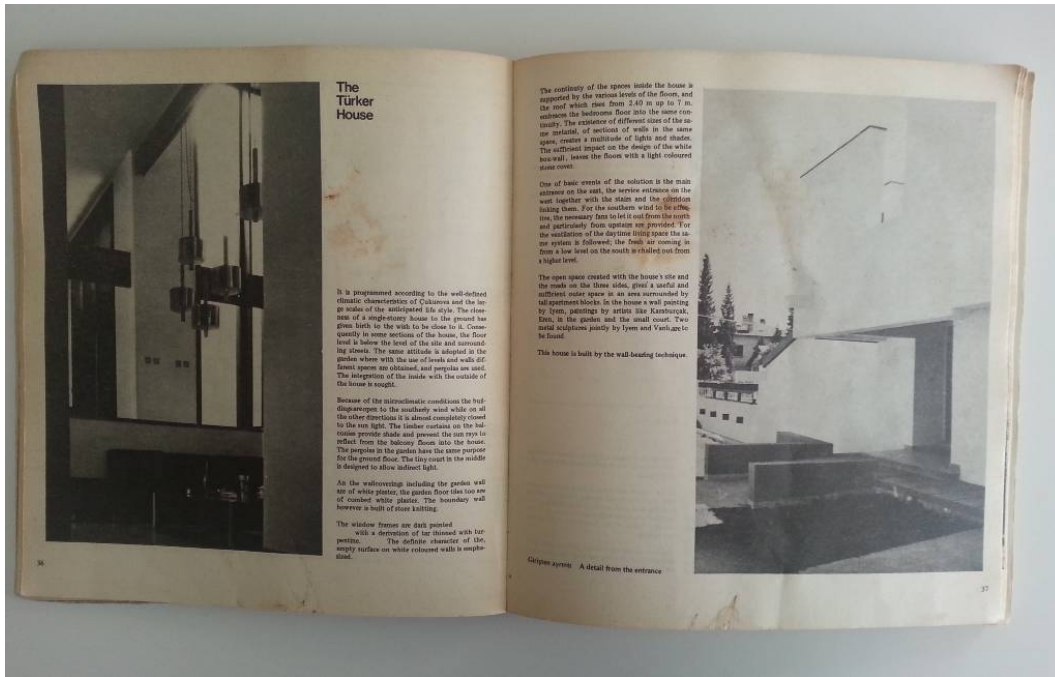 The
Türker
House
It is programmed according to the well-defined
climatic characteristics of Çukurova and the lar-
ge scales of the anticipated life style. The close-
ness of a single-storey house to the ground has
given birth to the wish to be close to it. Conse-
quently in some sections of the house, the floor
level is below the level of the site and surround-
ing streets. The same attitude is adopted in the
garden where with the use of levels and walls dif-
ferent spaces are obtained, and pergolas are used.
The integration of the inside with the outside of
the house is sought.
Because of the microclimatic conditions the buil-
dings are open to the southerly wind while on all
the other directions it is almost completely closed
to the sun light. The timber curtains on the bal-
conies provide shade and prevent the sun rays to
reflect from the balcony floors into the house.
The pergolas in the garden have the same purpose
for the ground floor. The tiny court in the middle
is designed to allow indirect light.
As the wallcoverings including the garden wall
are of white plaster, the garden floor tiles too are
of combed white plaster. The boundary wall
however is built of stone knitting.
The window frames are dark painted
with a derivation of tar thinned with tur-
pentine. The definite character of the,
empty surface on white coloured walls is empha-
sized.
36
The continuity of the spaces inside the house is
supported by the various levels of the floors, and
the roof which rises from 2.40 m up to 7 m.
embraces the bedrooms floor into the same con-
tinuity. The existence of different sizes of the sa-
me metarial, of sections of walls in the same
space, creates a multitude of lights and shades.
The sufficient impact on the design of the white
box-wall, leaves the floors with a light coloured
stone cover.
One of basic events of the solution is the main
entrance on the east, the service entrance on the
west together with the stairs and the
linking them. For the southern wind to be effec-
tive, the necessary fans to let it out from the south
and particularly from upstairs are provided. For
the ventilation of the daytime living space the sa-
me system is followed; the fresh air coming in
from a low level on the south is challed out from
a higher level.
The open space created with the house's site and
the roads on the three sides, gives a useful and
sufficient outer space in an area surrounded by
tall apartment blocks. In the house a wall painting
by Iyem, paintings by artists like Karaburçak,
Eren, in the garden and the small court. Two
metal sculptures jointly by Iyem and Vanlı are to
be found.
This house is built by the wall-bearing technique.
Girişten ayrıntı A detail from the entrance
37